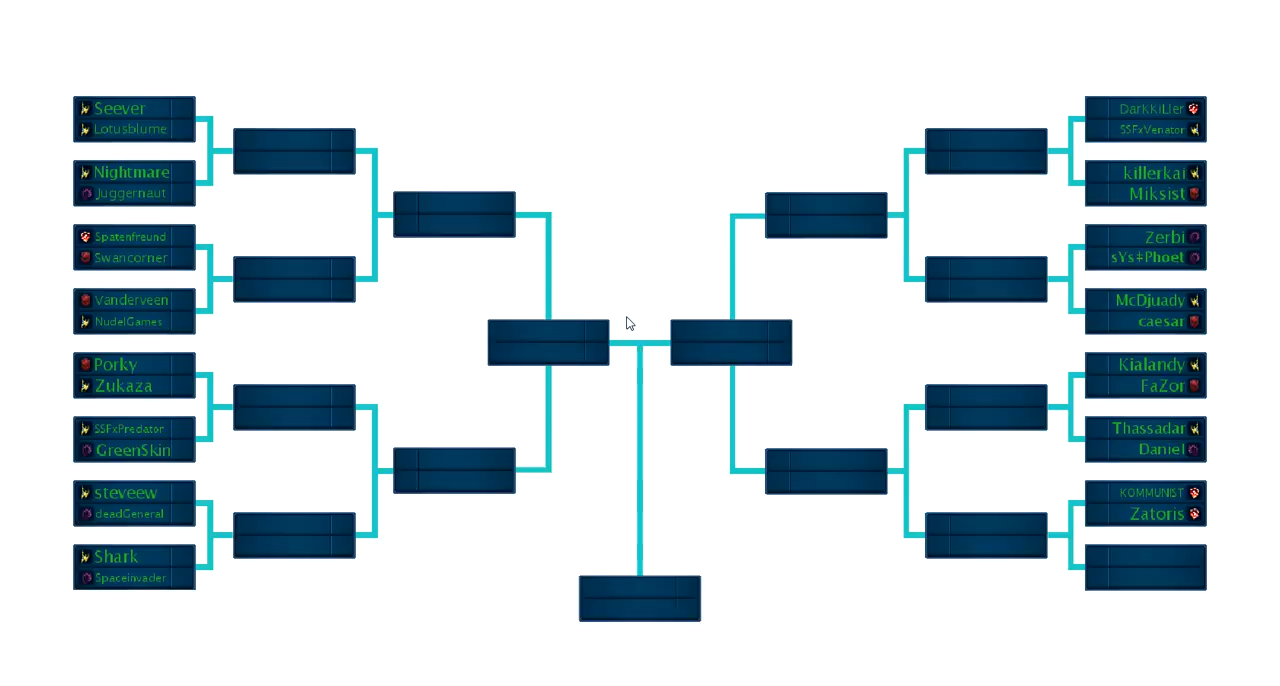 Seever
Lotusblume
Nightmare
Juggernaut
Spatenfreund
Swancorner
Vanderveen
NudelGames
Porky
Zukaza
SSFxPredator
GreenSkin
steveew
deadGeneral
Shark
Spaceinvader
DarKKiLler
SSFxVenator
killerkai
Miksist
Zerbi
sYs‡Phoet
McDjuady
caesar
Kialandy
FaZor
Thassadar
Daniel
KOMMUNIST
Zatoris